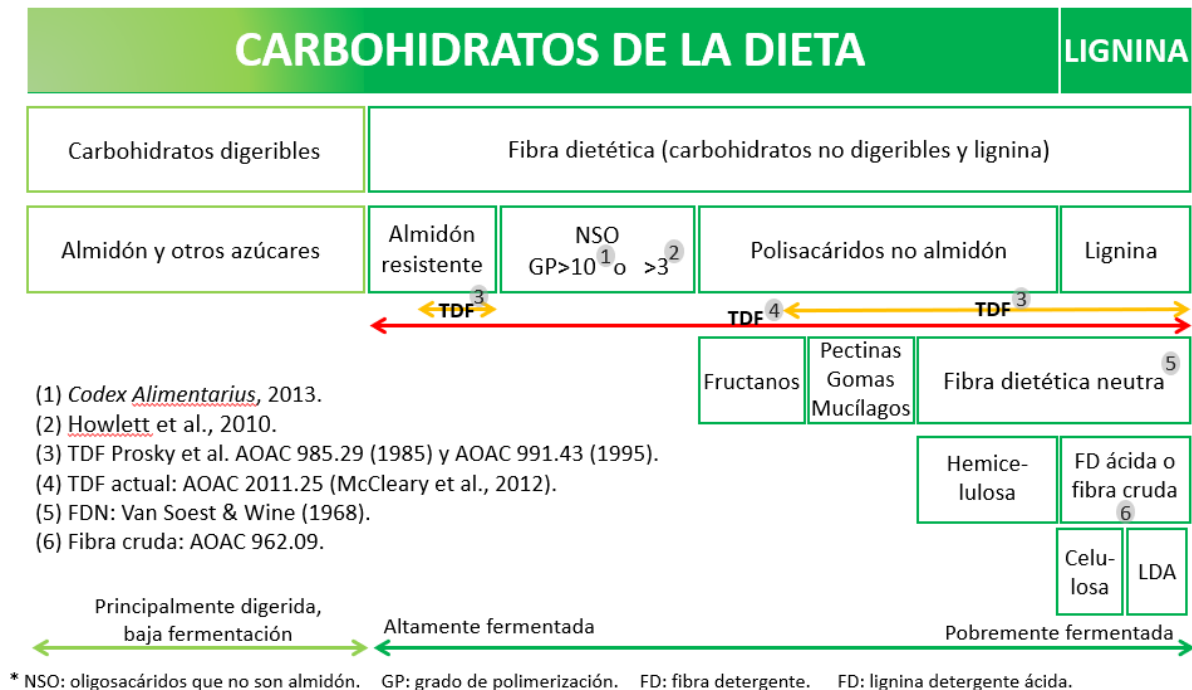 CARBOHIDRATOS DE LA DIETA
LIGNINA
Carbohidratos digeribles
Fibra dietética (carbohidratos no digeribles y lignina)
Almidón y otros azúcares
Almidón
resistente
NSO
GP>10 1 o >3 2
Polisacáridos no almidón
Lignina
TDF 3
TDF 4
TDF 3
Fructanos
Pectinas
Gomas
Mucílagos
Fibra dietética neutra 5
(1) Codex Alimentarius, 2013.
(2) Howlett et al., 2010.
(3) TDF Prosky et al. AOAC 985.29 (1985) y AOAC 991.43 (1995).
(4) TDF actual: AOAC 2011.25 (McCleary et al., 2012).
(5) FDN: Van Soest & Wine (1968).
(6) Fibra cruda: AOAC 962.09.
Hemice-
lulosa
FD ácida o
fibra cruda
6
Celu-
losa
LDA
Principalmente digerida,
baja fermentación
Altamente fermentada
Pobremente fermentada
* NSO: oligosacáridos que no son almidón. GP: grado de polimerización. FD: fibra detergente. FD: lignina detergente ácida.